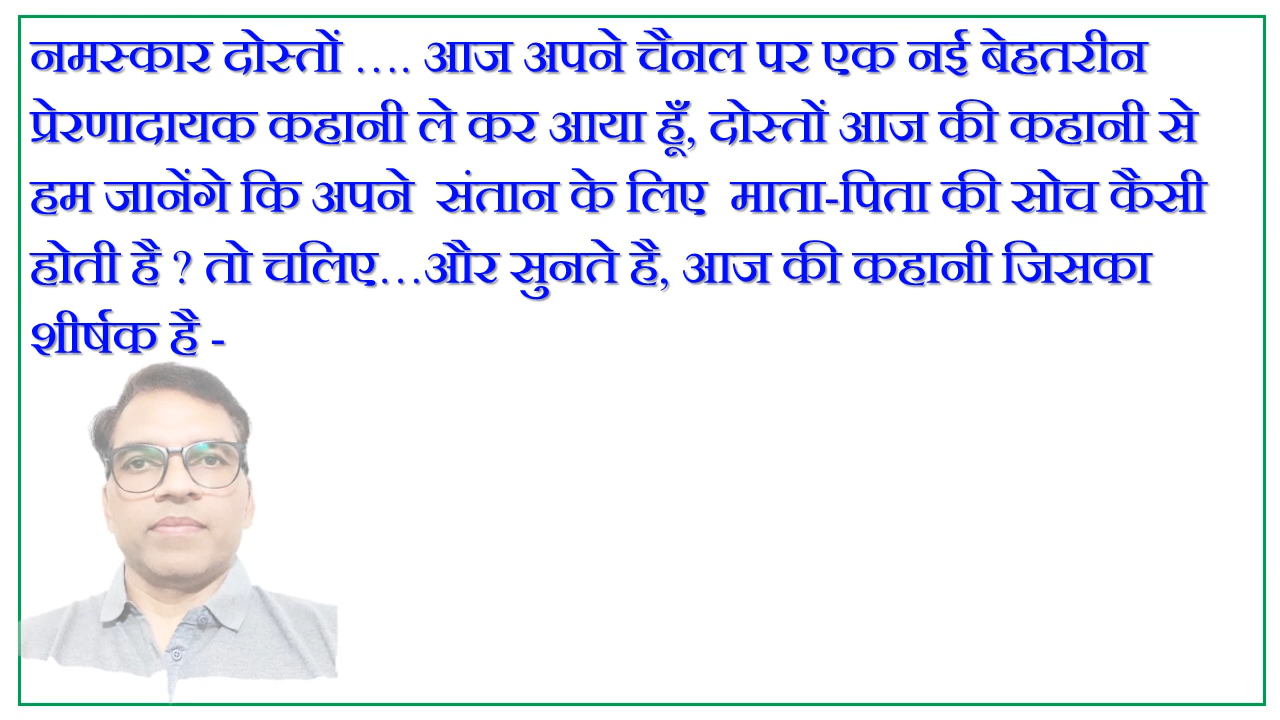 नमस्कार दोस्तों .... आज अपने चैनल पर एक नई बेहतरीन
प्रेरणादायक कहानी ले कर आया हूँ, दोस्तों आज की कहानी से
हम जानेंगे कि अपने संतान के लिए माता-पिता की सोच कैसी
होती है ? तो चलिए...और सुनते हैं, आज की कहानी जिसका
शीर्षक है -